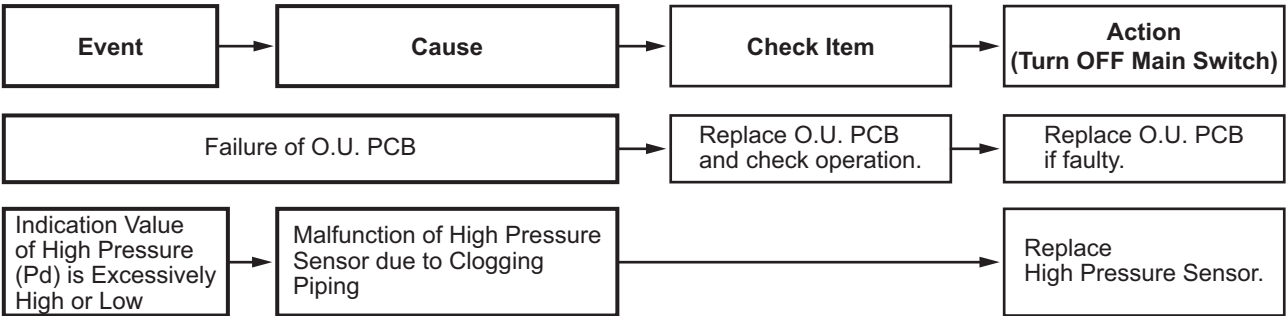 Event
Cause
Check Item
Action
(Turn OFF Main Switch)
Failure of O.U. PCB
Replace O.U. PCB
and check operation.
Replace O.U. PCB
if faulty.
Indication Value
of High Pressure
(Pd) is Excessively
High or Low
Malfunction of High Pressure
Sensor due to Clogging
Piping
Replace
High Pressure Sensor.